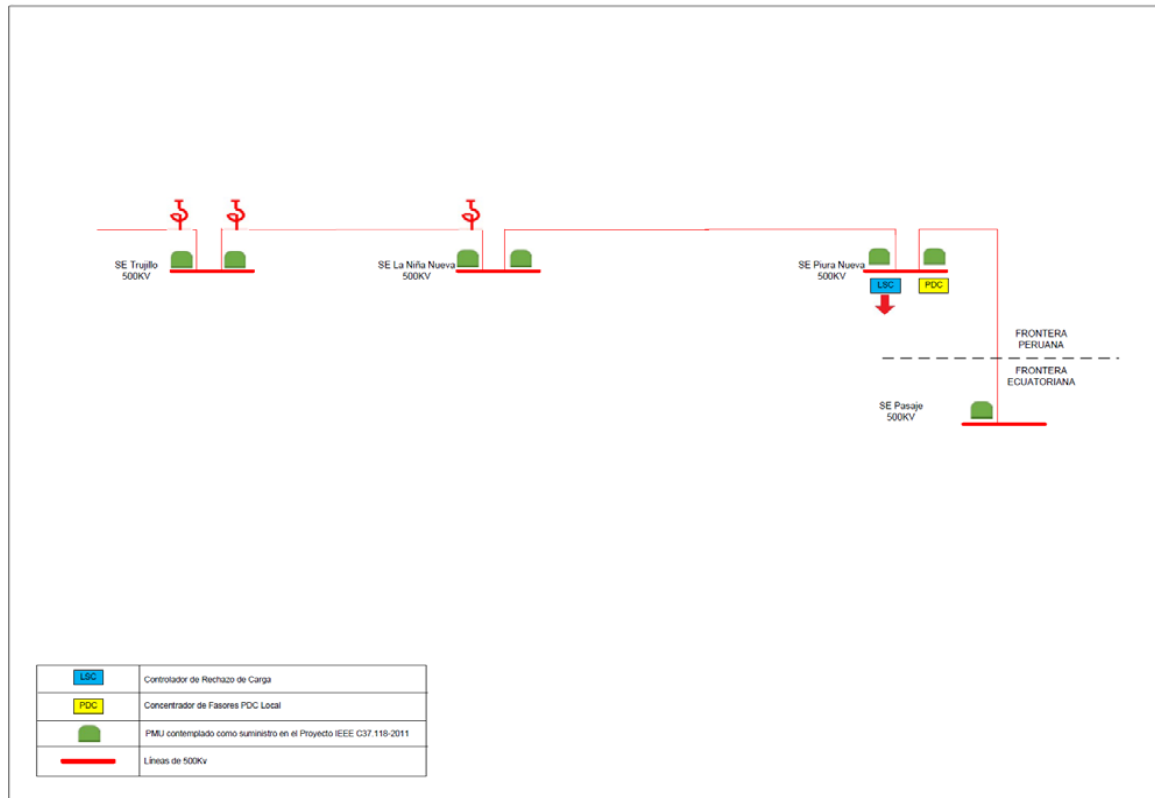 SE Trujillo
500KV
SE La Niña Nueva
500KV
SE Piura Nueva
500KV
LSC
PDC
FRONTERA
PERUANA
FRONTERA
ECUATORIANA
SE Pasaje
500KV
LSC
Controlador de Rechazo de Carga
PDC
Concentrador de Fasores PDC Local
PMU contemplado como suministro en el Proyecto IEEE C37.118-2011
Líneas de 500Kv